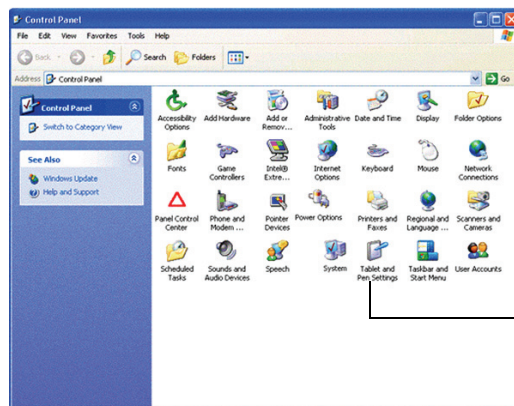 Control Panel
File Edit View Favorites Tools Help
Back Search Folders
Address Control Panel Go
Control Panel
Switch to Category View
See Also
Windows Update
Help and Support
Accessibility Options
Add Hardware
Add or Remov...
Administrative Tools
Date and Time
Display
Folder Options
Fonts
Game Controllers
Intel® Extre...
Internet Options
Keyboard
Mouse
Network Connections
Panel Control Center
Phone and Modem ...
Pointer Devices
Power Options
Printers and Faxes
Regional and Language ...
Scanners and Cameras
Scheduled Tasks
Sounds and Audio Devices
Speech
System
Tablet and Pen Settings
Taskbar and Start Menu
User Accounts